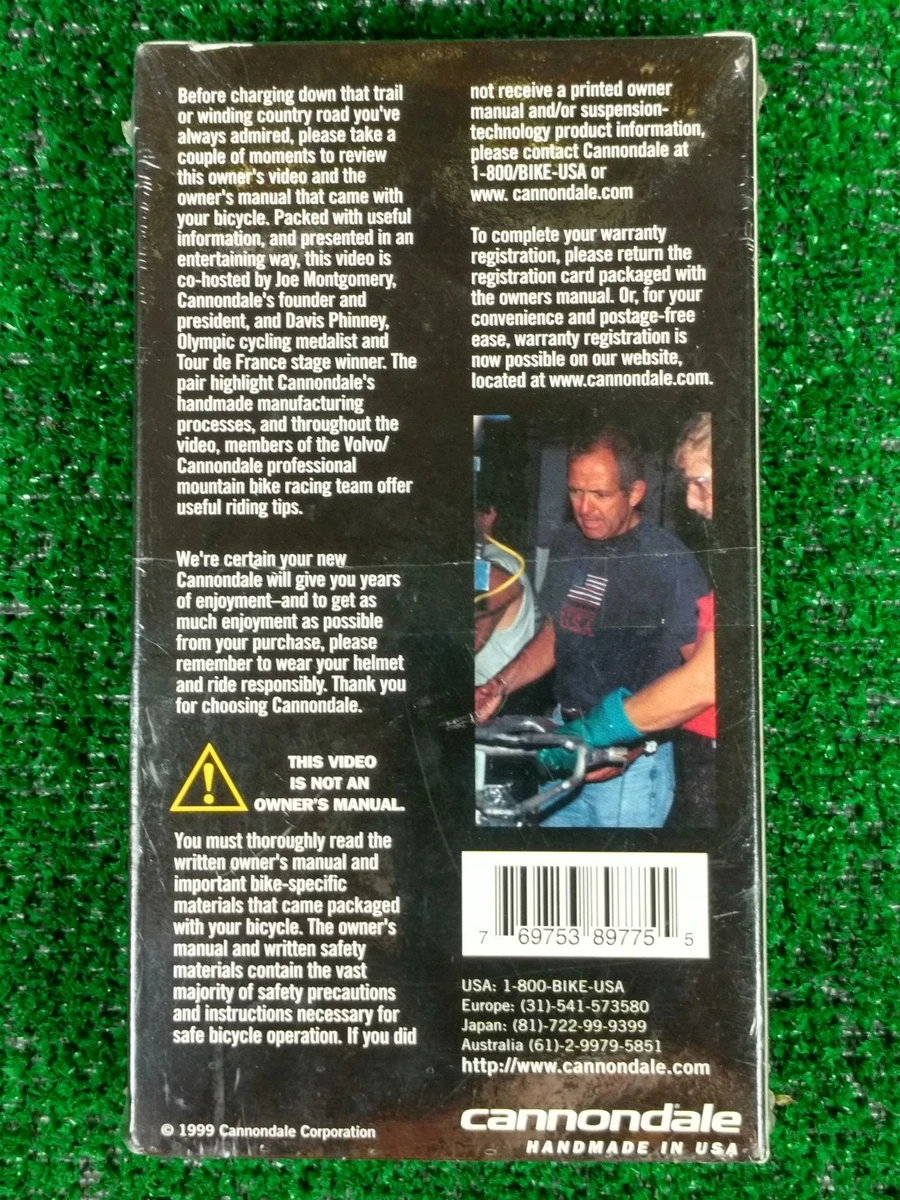 Before charging down that trail
or winding country road you've
always admired, please take a
couple of moments to review
this owner's video and the
owner's manual that came with
your bicycle. Packed with useful
information, and presented in an
entertaining way, this video is
co-hosted by Joe Montgomery,
Cannondale's founder and
president, and Davis Phinney,
Olympic cycling medalist and
Tour de France stage winner. The
pair highlight Cannondale's
handmade manufacturing
processes, and throughout the
video, members of the Volvo/
Cannondale professional
mountain bike racing team offer
useful riding tips.
We're certain your new
Cannondale will give you years
of enjoyment–and to get as
much enjoyment as possible
from your purchase, please
remember to wear your helmet
and ride responsibly. Thank you
for choosing Cannondale.
THIS VIDEO
IS NOT AN
OWNER'S MANUAL.
You must thoroughly read the
written owner's manual and
important bike-specific
materials that came packaged
with your bicycle. The owner's
manual and written safety
materials contain the vast
majority of safety precautions
and instructions necessary for
safe bicycle operation. If you did
not receive a printed owner
manual and/or suspension-
technology product information,
please contact Cannondale at
1-800/BIKE-USA or
www. cannondale.com
To complete your warranty
registration, please return the
registration card packaged with
the owners manual. Or, for your
convenience and postage-free
ease, warranty registration is
now possible on our website,
located at www.cannondale.com.
USA
7 69753 89775 5
USA: 1-800-BIKE-USA
Europe: (31)-541-573580
Japan: (81)-722-99-9399
Australia (61)-2-9979-5851
http://www.cannondale.com
© 1999 Cannondale Corporation
cannondale
HANDMADE IN USA